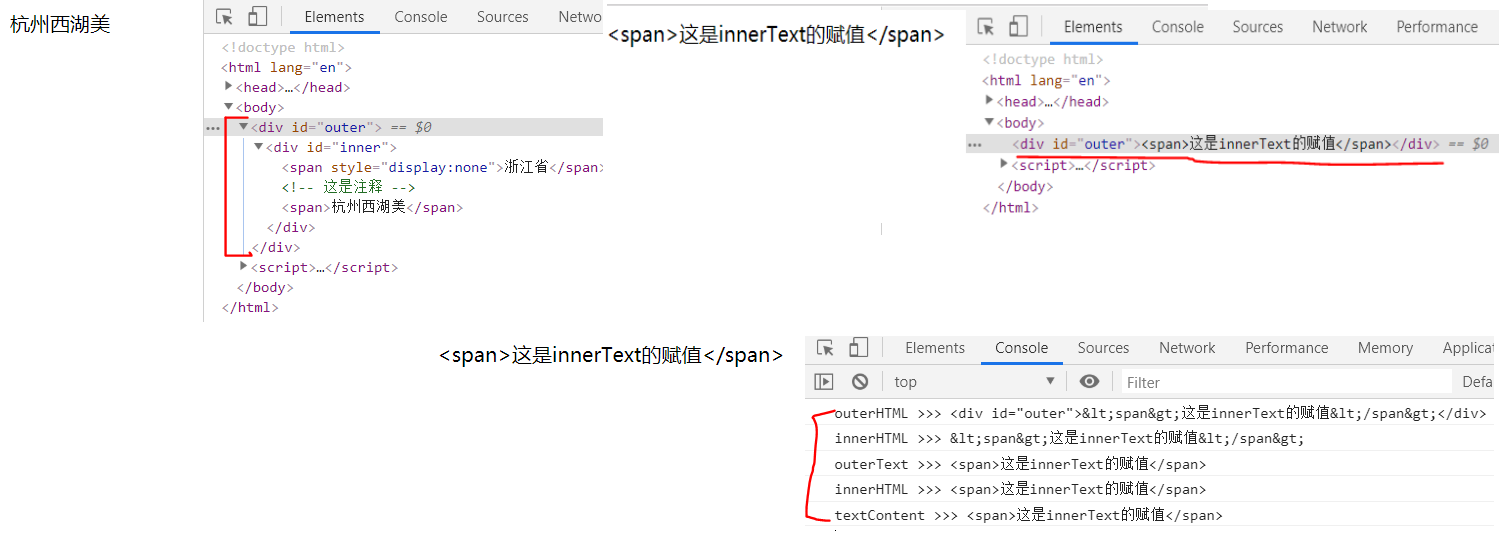 杭州西湖美
Elements Console Sources Netwo
<!doctype html>
<html lang="en">
<head>…</head>
<body>
<div id="outer"> == $0
<div id="inner">
<span style="display:none">浙江省</span>
<!-- 这是注释 -->
<span>杭州西湖美</span>
</div>
</div>
<script>…</script>
</body>
</html>
<span>这是innerText的赋值</span>
Elements Console Sources Network Performance
<!doctype html>
<html lang="en">
<head>…</head>
<body>
<div id="outer"><span>这是innerText的赋值</span></div> == $0
<script>…</script>
</body>
</html>
<span>这是innerText的赋值</span>
Elements Console Sources Network Performance Memory Applicat
top Filter Defa
outerHTML >>> <div id="outer">&lt;span&gt;这是innerText的赋值&lt;/span&gt;</div>
innerHTML >>> &lt;span&gt;这是innerText的赋值&lt;/span&gt;
outerText >>> <span>这是innerText的赋值</span>
innerHTML >>> <span>这是innerText的赋值</span>
textContent >>> <span>这是innerText的赋值</span>